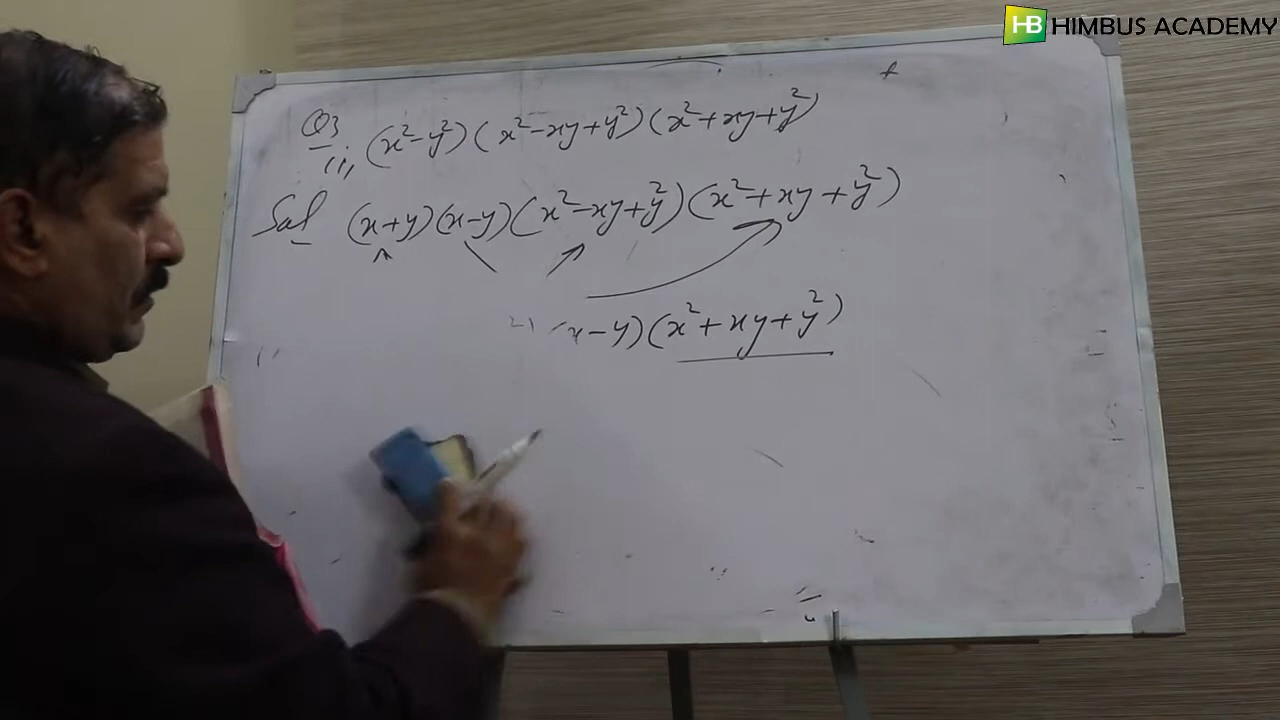 HB HIMBUS ACADEMY
Q3
(i), (x²-y²)(x²-xy+y²)(x²+xy+y²)
Sol (x+y)(x-y)(x²-xy+y²)(x²+xy+y²)
x-y)(x²+xy+y²)